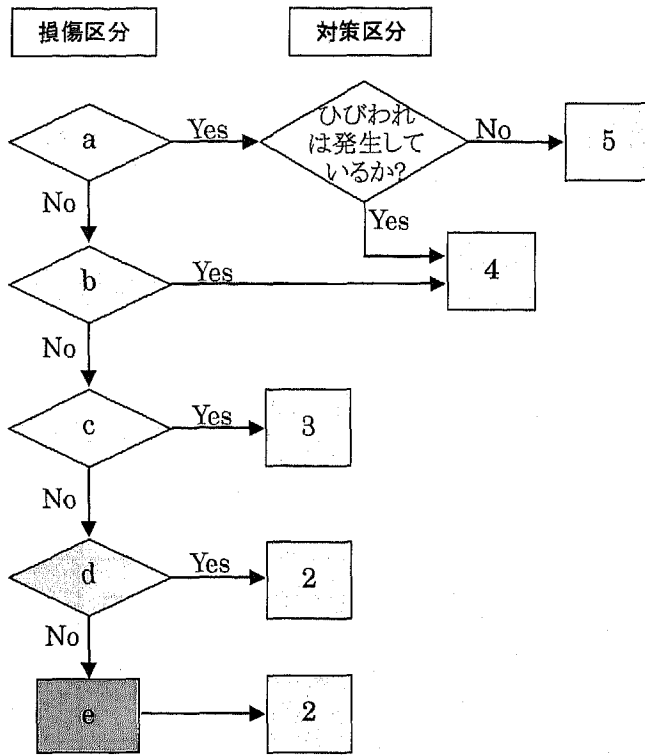 損傷区分
対策区分
a
Yes
ひびわれ
は発生して
いるか?
No
5
No
Yes
b
Yes
4
No
c
Yes
3
No
d
Yes
2
No
e
2